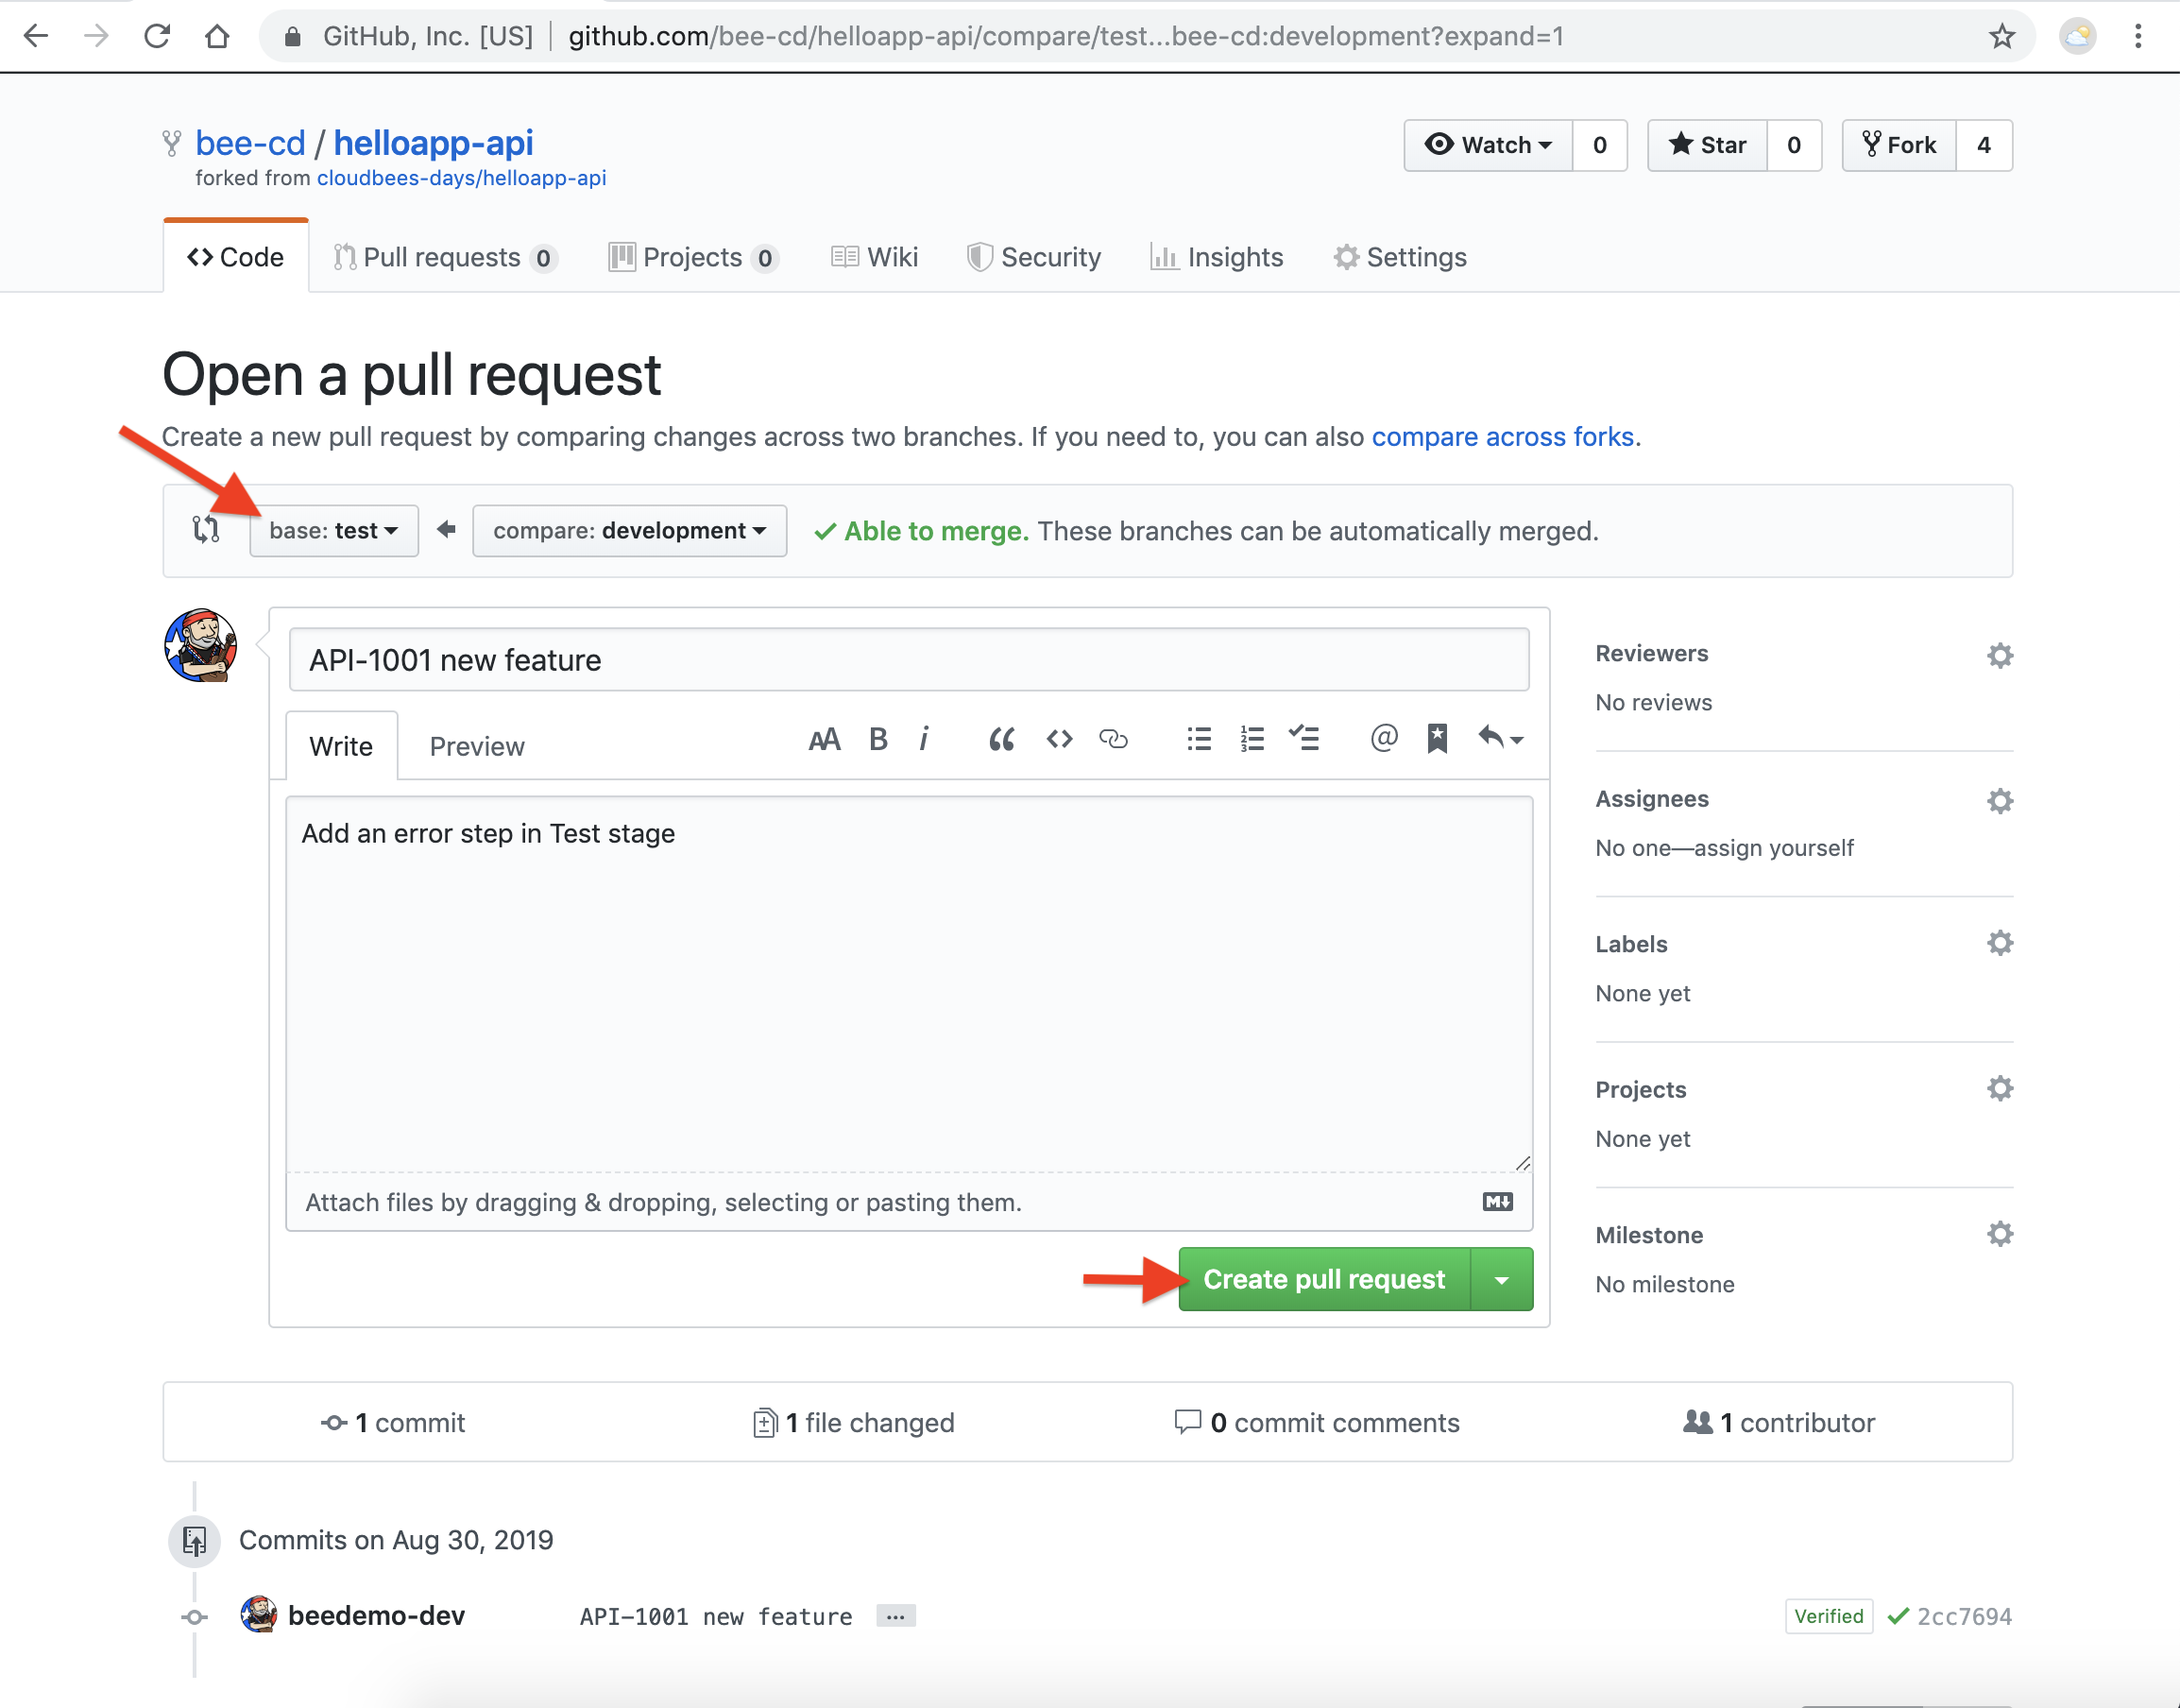 GitHub, Inc. [US] | github.com/bee-cd/helloapp-api/compare/test...bee-cd:development?expand=1
bee-cd / helloapp-api
Watch 0 Star 0 Fork 4
forked from cloudbees-days/helloapp-api
Code Pull requests 0 Projects 0 Wiki Security Insights Settings
Open a pull request
Create a new pull request by comparing changes across two branches. If you need to, you can also compare across forks.
base: test compare: development Able to merge. These branches can be automatically merged.
API-1001 new feature
Write Preview
Add an error step in Test stage
Attach files by dragging & dropping, selecting or pasting them.
Create pull request
Reviewers
No reviews
Assignees
No one—assign yourself
Labels
None yet
Projects
None yet
Milestone
No milestone
1 commit 1 file changed 0 commit comments 1 contributor
Commits on Aug 30, 2019
beedemo-dev API-1001 new feature ... Verified 2cc7694